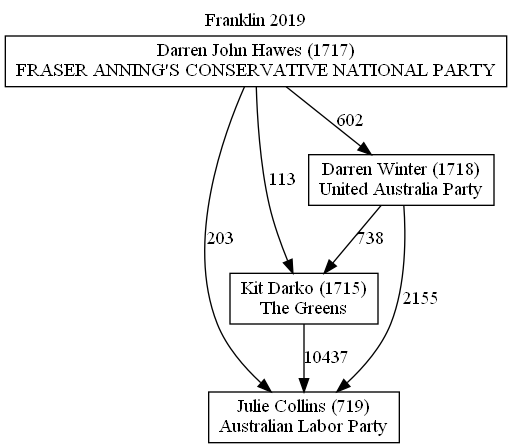 Franklin 2019
Darren John Hawes (1717)
FRASER ANNING'S CONSERVATIVE NATIONAL PARTY
602
Darren Winter (1718)
United Australia Party
113
203
738
Kit Darko (1715)
The Greens
2155
10437
Julie Collins (719)
Australian Labor Party